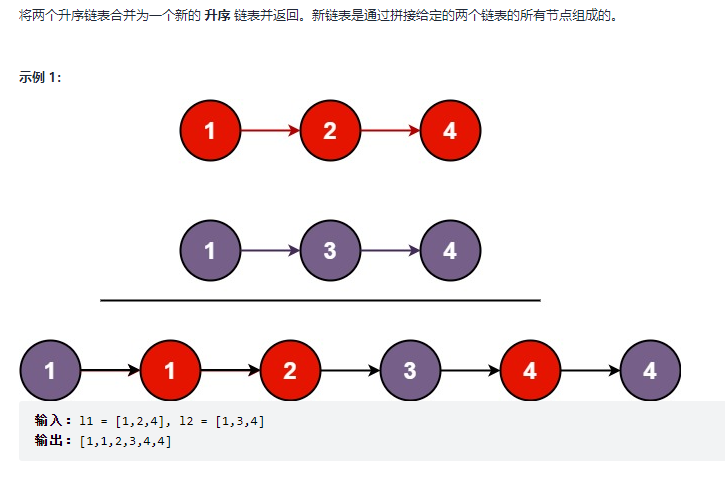 将两个升序链表合并为一个新的 升序 链表并返回。新链表是通过拼接给定的两个链表的所有节点组成的。
示例 1：
1 2 4
1 3 4
1 1 2 3 4 4
输入：l1 = [1,2,4], l2 = [1,3,4]
输出：[1,1,2,3,4,4]